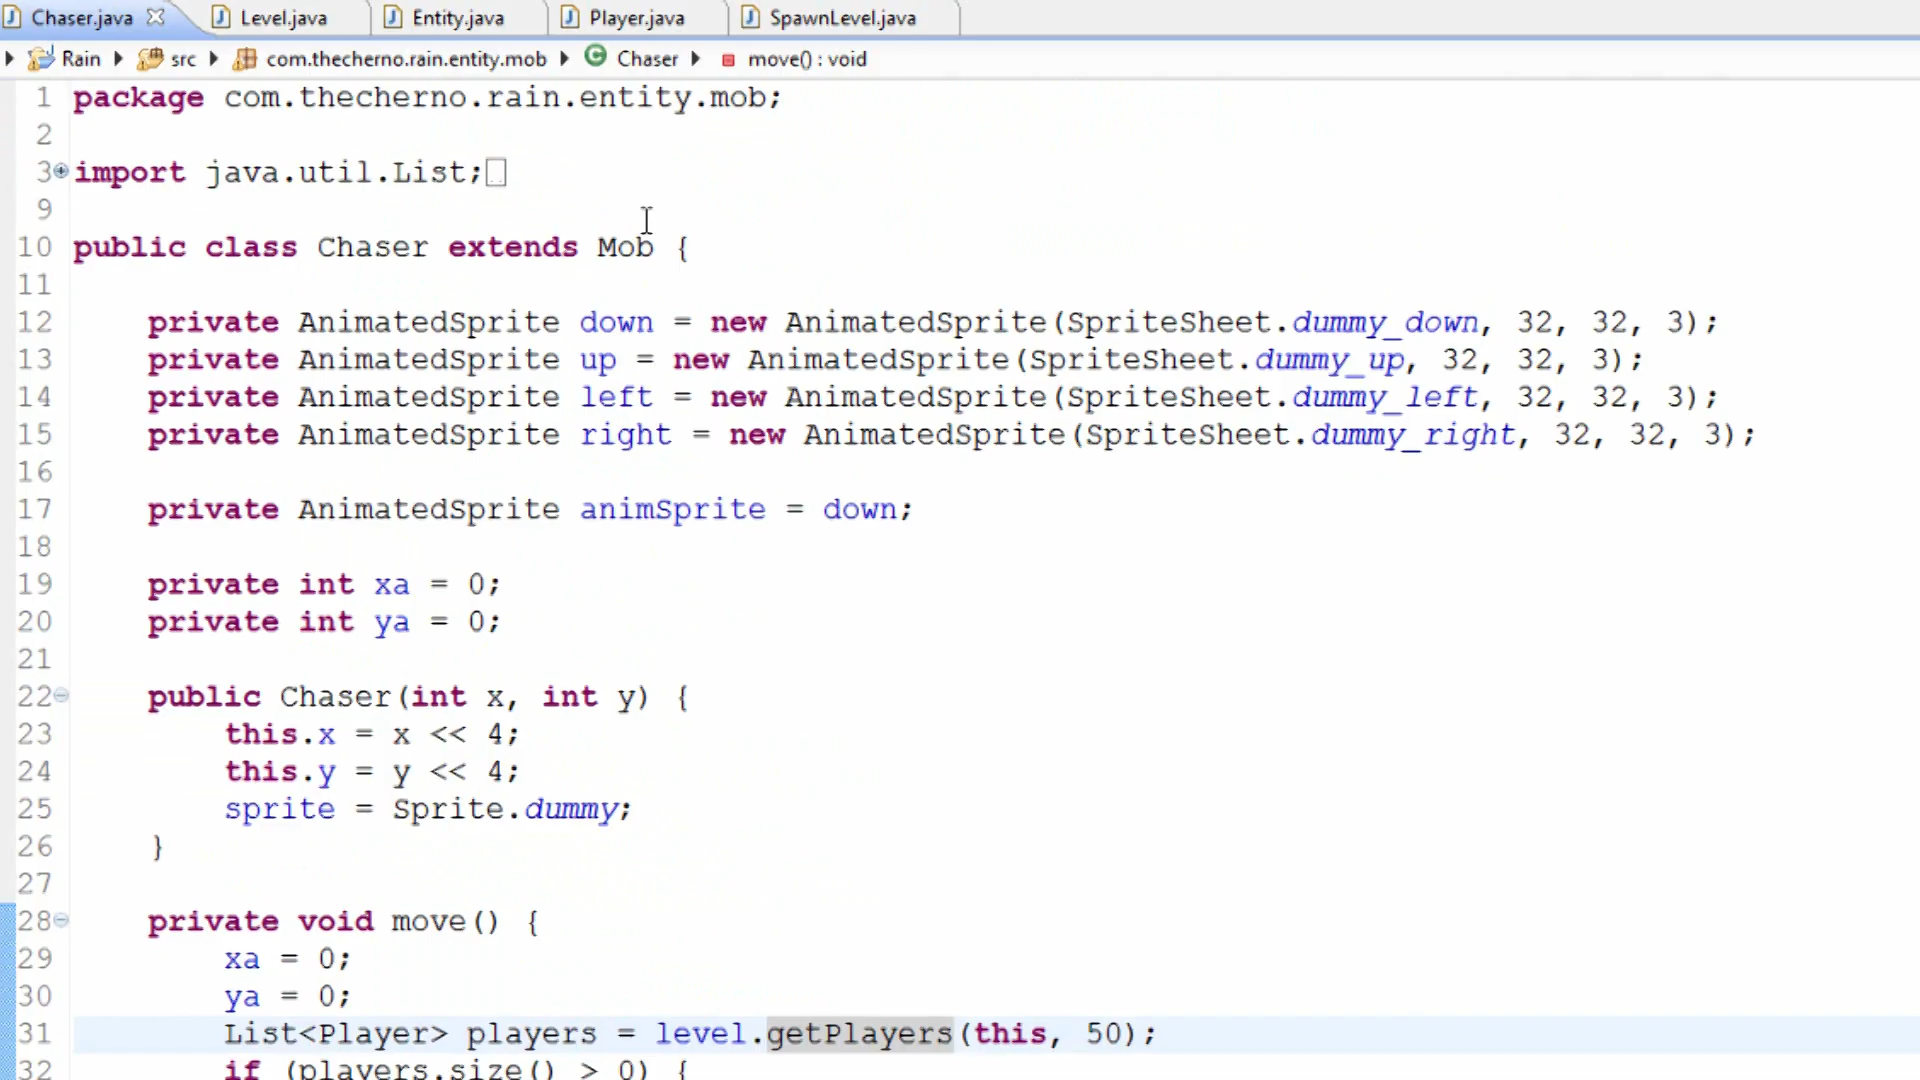 Chaser.java Level.java Entity.java Player.java SpawnLevel.java
Rain src com.thecherno.rain.entity.mob Chaser move() : void
1 package com.thecherno.rain.entity.mob;
2
3 import java.util.List;
9
10 public class Chaser extends Mob {
11
12 private AnimatedSprite down = new AnimatedSprite(SpriteSheet.dummy_down, 32, 32, 3);
13 private AnimatedSprite up = new AnimatedSprite(SpriteSheet.dummy_up, 32, 32, 3);
14 private AnimatedSprite left = new AnimatedSprite(SpriteSheet.dummy_left, 32, 32, 3);
15 private AnimatedSprite right = new AnimatedSprite(SpriteSheet.dummy_right, 32, 32, 3);
16
17 private AnimatedSprite animSprite = down;
18
19 private int xa = 0;
20 private int ya = 0;
21
22 public Chaser(int x, int y) {
23 this.x = x << 4;
24 this.y = y << 4;
25 sprite = Sprite.dummy;
26 }
27
28 private void move() {
29 xa = 0;
30 ya = 0;
31 List<Player> players = level.getPlayers(this, 50);
32 if (players.size() > 0) {